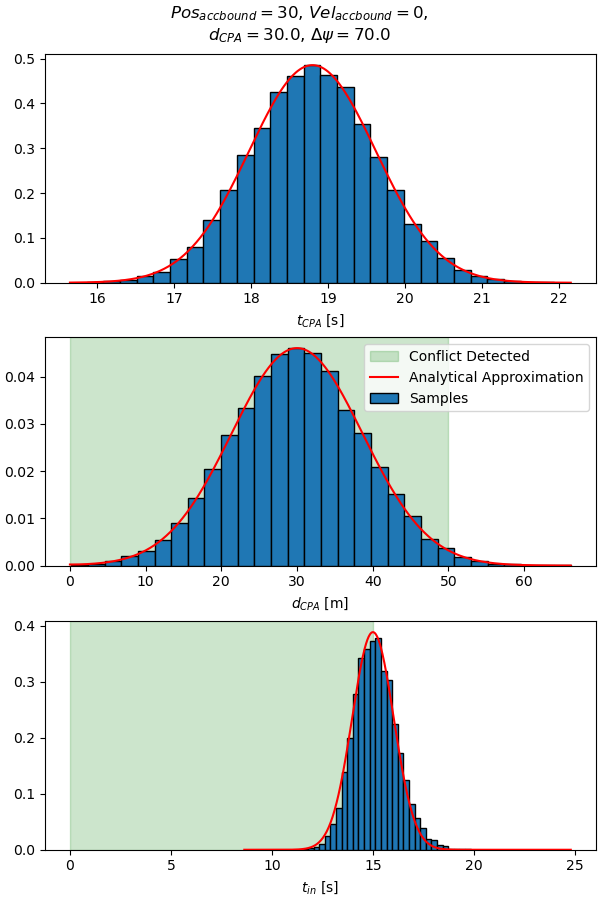 Pos_accbound = 30, Vel_accbound = 0,
d_CPA = 30.0, Δψ = 70.0
0.5
0.4
0.3
0.2
0.1
0.0
16 17 18 19 20 21 22
t_CPA [s]
Conflict Detected
Analytical Approximation
Samples
0.04
0.03
0.02
0.01
0.00
0 10 20 30 40 50 60
d_CPA [m]
0.4
0.3
0.2
0.1
0.0
0 5 10 15 20 25
t_in [s]